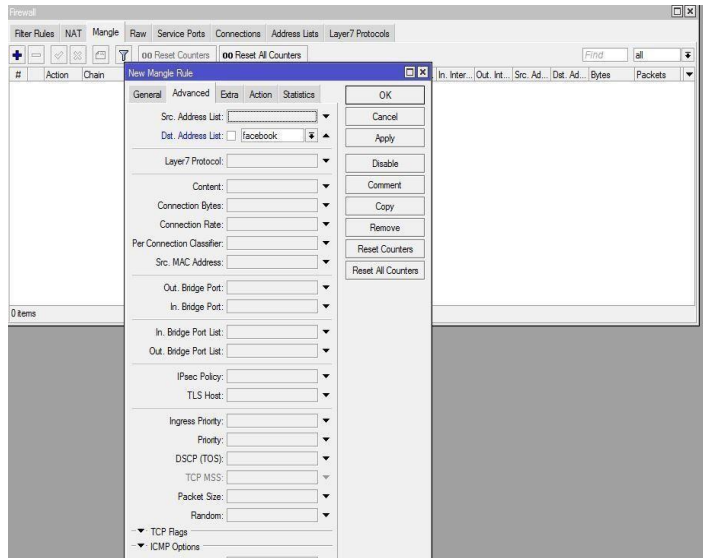 Firewall
Filter Rules NAT Mangle Raw Service Ports Connections Address Lists Layer7 Protocols
00 Reset Counters 00 Reset All Counters Find all
# Action Chain In. Inter... Out. Int... Src. Ad... Dst. Ad... Bytes Packets
New Mangle Rule
General Advanced Extra Action Statistics
OK
Src. Address List:
Cancel
Dst. Address List: facebook
Apply
Layer7 Protocol:
Disable
Content:
Comment
Connection Bytes:
Copy
Connection Rate:
Remove
Per Connection Classifier:
Reset Counters
Src. MAC Address:
Reset All Counters
Out. Bridge Port:
In. Bridge Port:
0 items
In. Bridge Port List:
Out. Bridge Port List:
IPsec Policy:
TLS Host:
Ingress Priority:
Priority:
DSCP (TOS):
TCP MSS:
Packet Size:
Random:
TCP Flags
ICMP Options